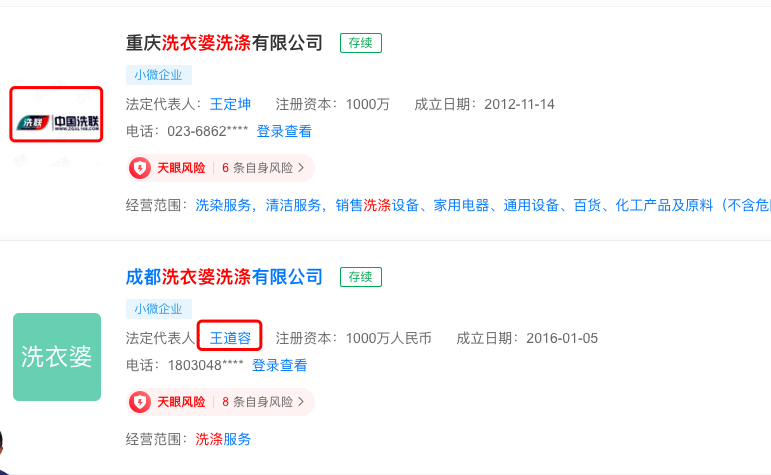 重庆洗衣婆洗涤有限公司 存续
小微企业
洗联 中国洗联
WWW.ZGXL168.COM
法定代表人：王定坤 注册资本：1000万 成立日期：2012-11-14
电话：023-6862**** 登录查看
天眼风险 6 条自身风险 >
经营范围：洗染服务，清洁服务，销售洗涤设备、家用电器、通用设备、百货、化工产品及原料（不含危
成都洗衣婆洗涤有限公司 存续
小微企业
洗衣婆
法定代表人 王道容 注册资本：1000万人民币 成立日期：2016-01-05
电话：1803048**** 登录查看
天眼风险 8 条自身风险 >
经营范围：洗涤服务